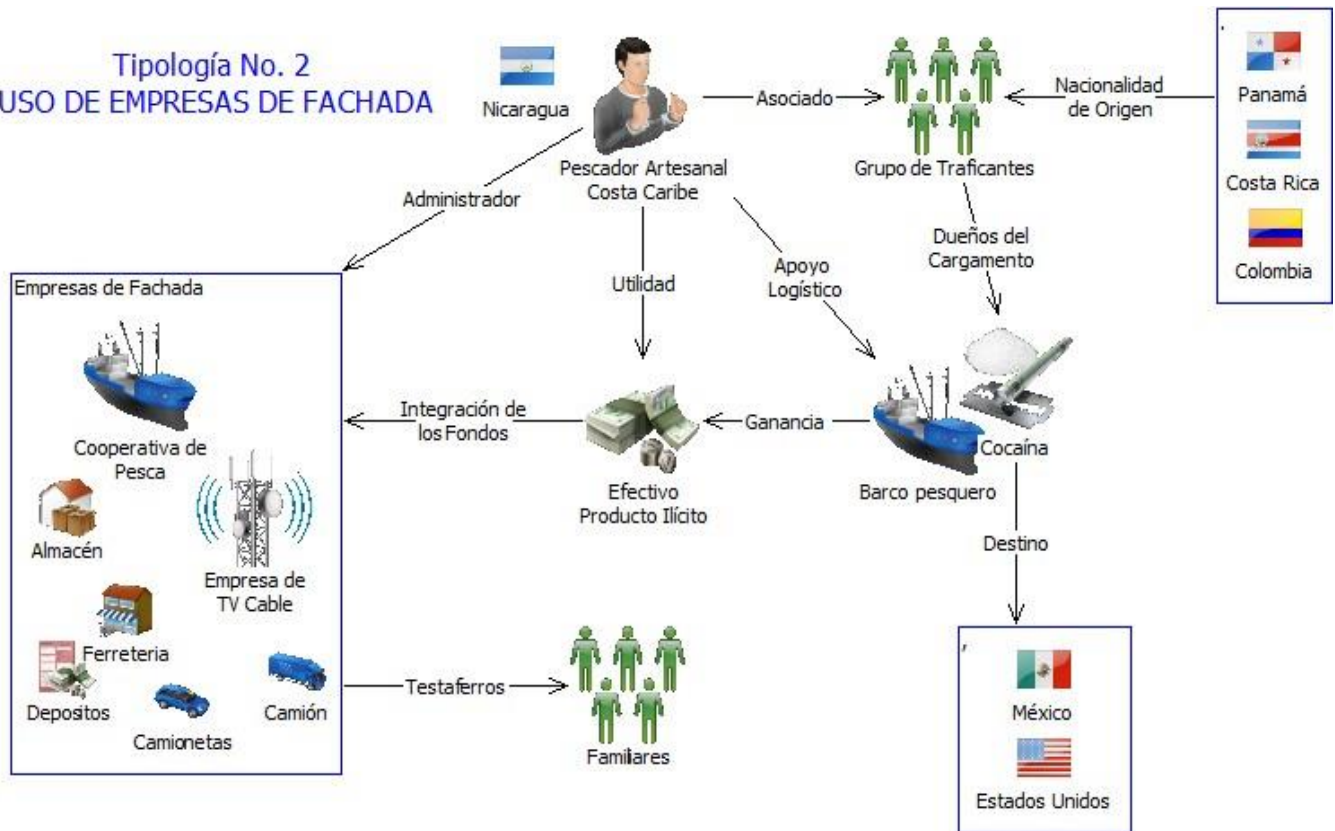 Tipología No. 2
USO DE EMPRESAS DE FACHADA
Nicaragua
Pescador Artesanal
Costa Caribe
Asociado
Grupo de Traficantes
Nacionalidad
de Origen
Panamá
Costa Rica
Colombia
Administrador
Utilidad
Apoyo
Logístico
Dueños del
Cargamento
Empresas de Fachada
Cooperativa de
Pesca
Almacén
Empresa de
TV Cable
Ferreteria
Depositos
Camionetas
Camión
Integración de
los Fondos
Efectivo
Producto Ilícito
Ganancia
Cocaína
Barco pesquero
Destino
Testaferros
Familiares
México
Estados Unidos